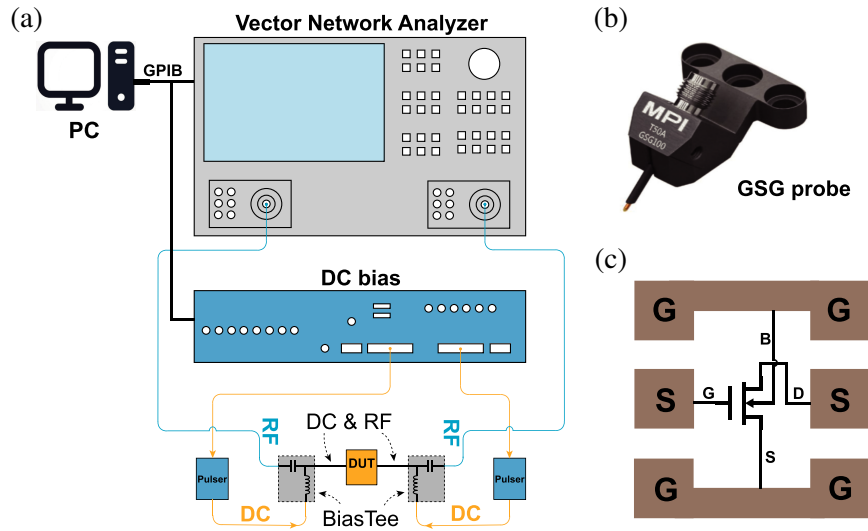 (a)
Vector Network Analyzer
GPIB
PC
DC bias
RF
DC & RF
RF
Pulser
DUT
Pulser
DC
BiasTee
DC
(b)
MPI
T50A
GSG100
GSG probe
(c)
G
G
B
S
G
D
S
S
G
G